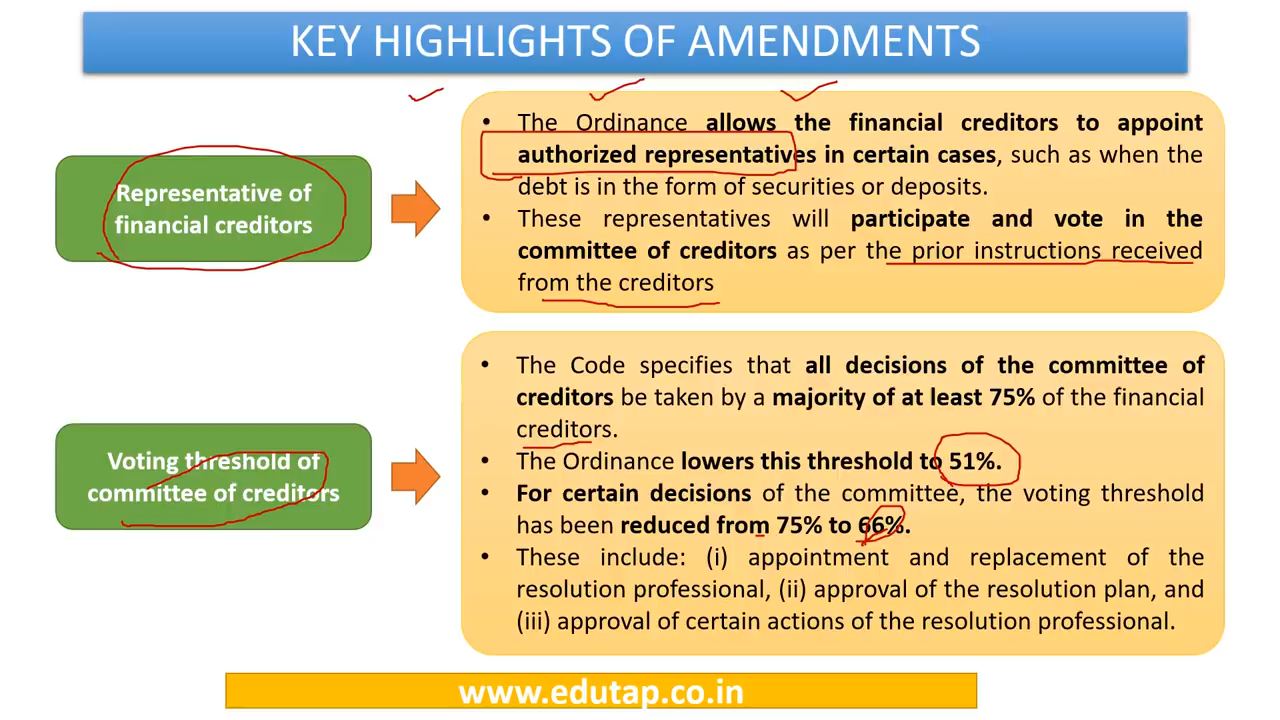 KEY HIGHLIGHTS OF AMENDMENTS
Representative of
financial creditors
• The Ordinance allows the financial creditors to appoint
authorized representatives in certain cases, such as when the
debt is in the form of securities or deposits.
• These representatives will participate and vote in the
committee of creditors as per the prior instructions received
from the creditors
Voting threshold of
committee of creditors
• The Code specifies that all decisions of the committee of
creditors be taken by a majority of at least 75% of the financial
creditors.
• The Ordinance lowers this threshold to 51%.
• For certain decisions of the committee, the voting threshold
has been reduced from 75% to 66%.
• These include: (i) appointment and replacement of the
resolution professional, (ii) approval of the resolution plan, and
(iii) approval of certain actions of the resolution professional.
www.edutap.co.in